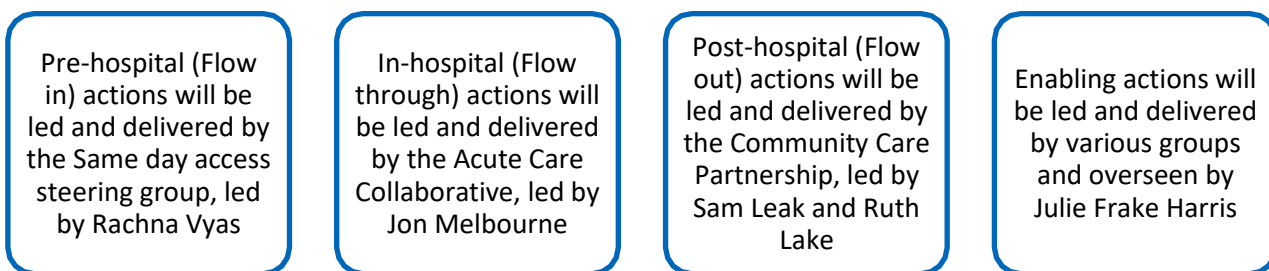 Pre-hospital (Flow
in) actions will be
led and delivered by
the Same day access
steering group, led
by Rachna Vyas
In-hospital (Flow
through) actions will
be led and delivered
by the Acute Care
Collaborative, led by
Jon Melbourne
Post-hospital (Flow
out) actions will be
led and delivered by
the Community Care
Partnership, led by
Sam Leak and Ruth
Lake
Enabling actions will
be led and delivered
by various groups
and overseen by
Julie Frake Harris